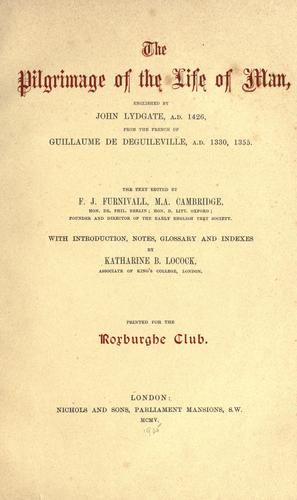 The
Pilgrimage of the Life of Man,
ENGLISHED BY
JOHN LYDGATE, A.D. 1426,
FROM THE FRENCH OF
GUILLAUME DE DEGUILEVILLE, A.D. 1330, 1355.
THE TEXT EDITED BY
F. J. FURNIVALL, M.A. CAMBRIDGE,
HON. DR. PHIL. BERLIN; HON. D. LITT. OXFORD;
FOUNDER AND DIRECTOR OF THE EARLY ENGLISH TEXT SOCIETY.
WITH INTRODUCTION, NOTES, GLOSSARY AND INDEXES
BY
KATHARINE B. LOCOCK,
ASSOCIATE OF KING'S COLLEGE, LONDON.
PRINTED FOR THE
Roxburghe Club.
LONDON:
NICHOLS AND SONS, PARLIAMENT MANSIONS, S.W.
MCMV.
1905